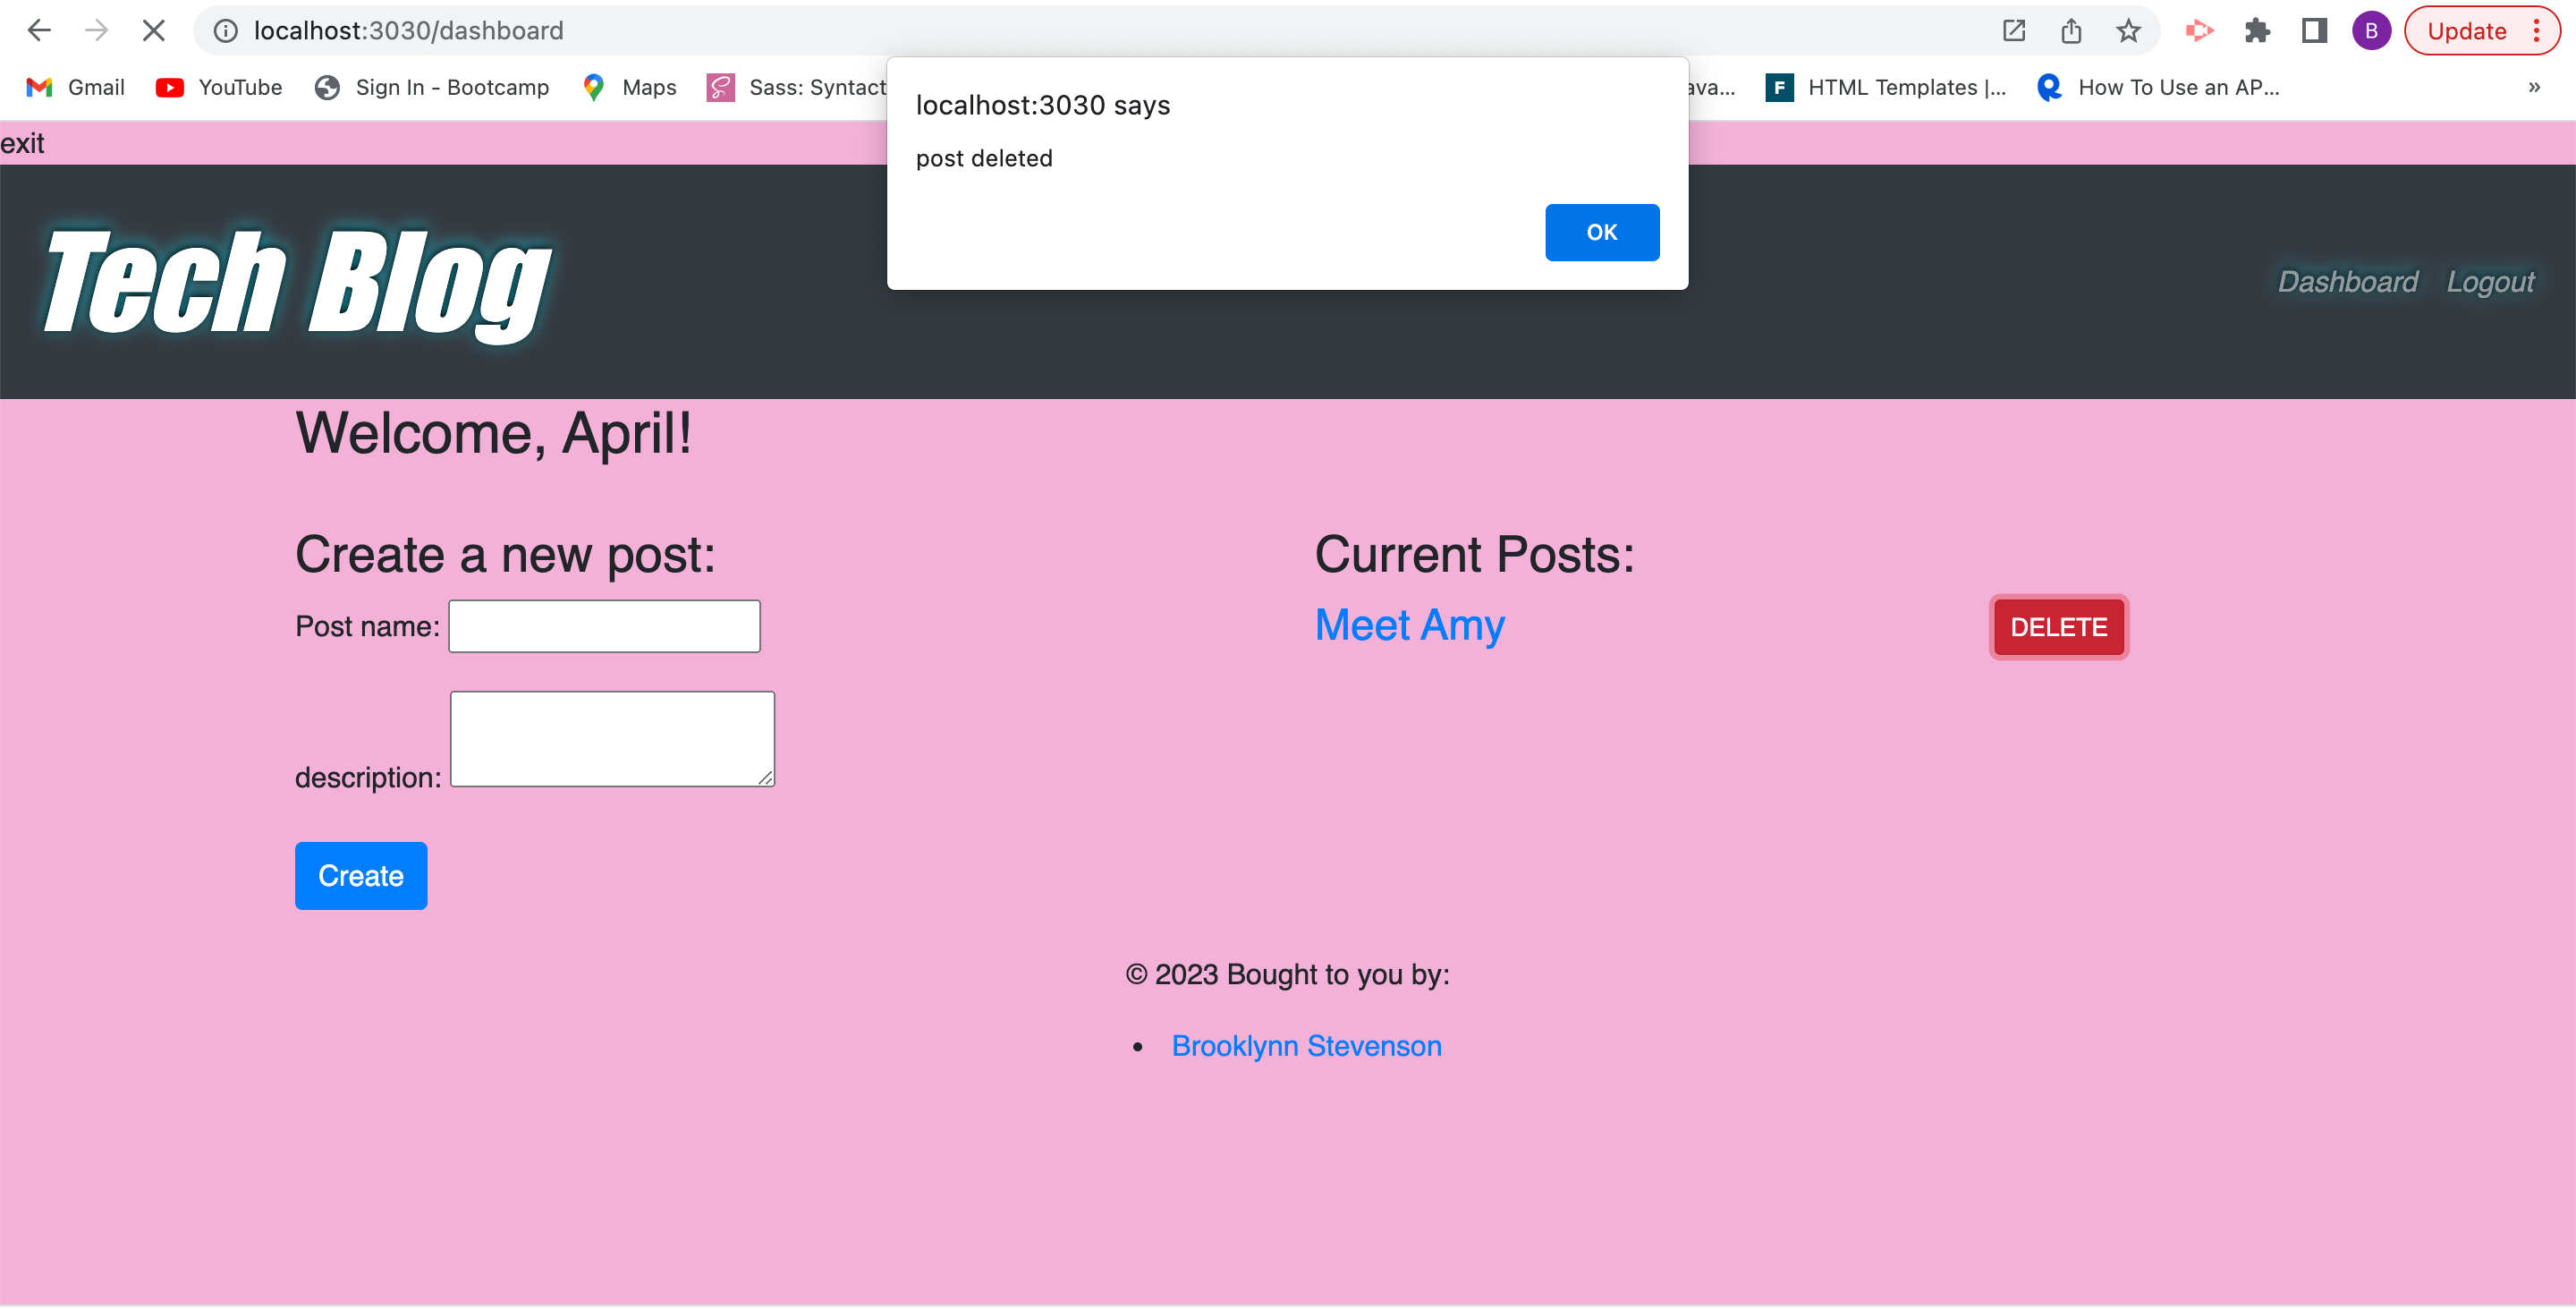 localhost:3030/dashboard
B
Update
Gmail
YouTube
Sign In - Bootcamp
Maps
Sass: Syntact
ava...
F
HTML Templates |...
How To Use an AP...
»
localhost:3030 says
post deleted
OK
exit
Tech Blog
Dashboard
Logout
Welcome, April!
Create a new post:
Post name:
description:
Create
Current Posts:
Meet Amy
DELETE
© 2023 Bought to you by:
• Brooklynn Stevenson